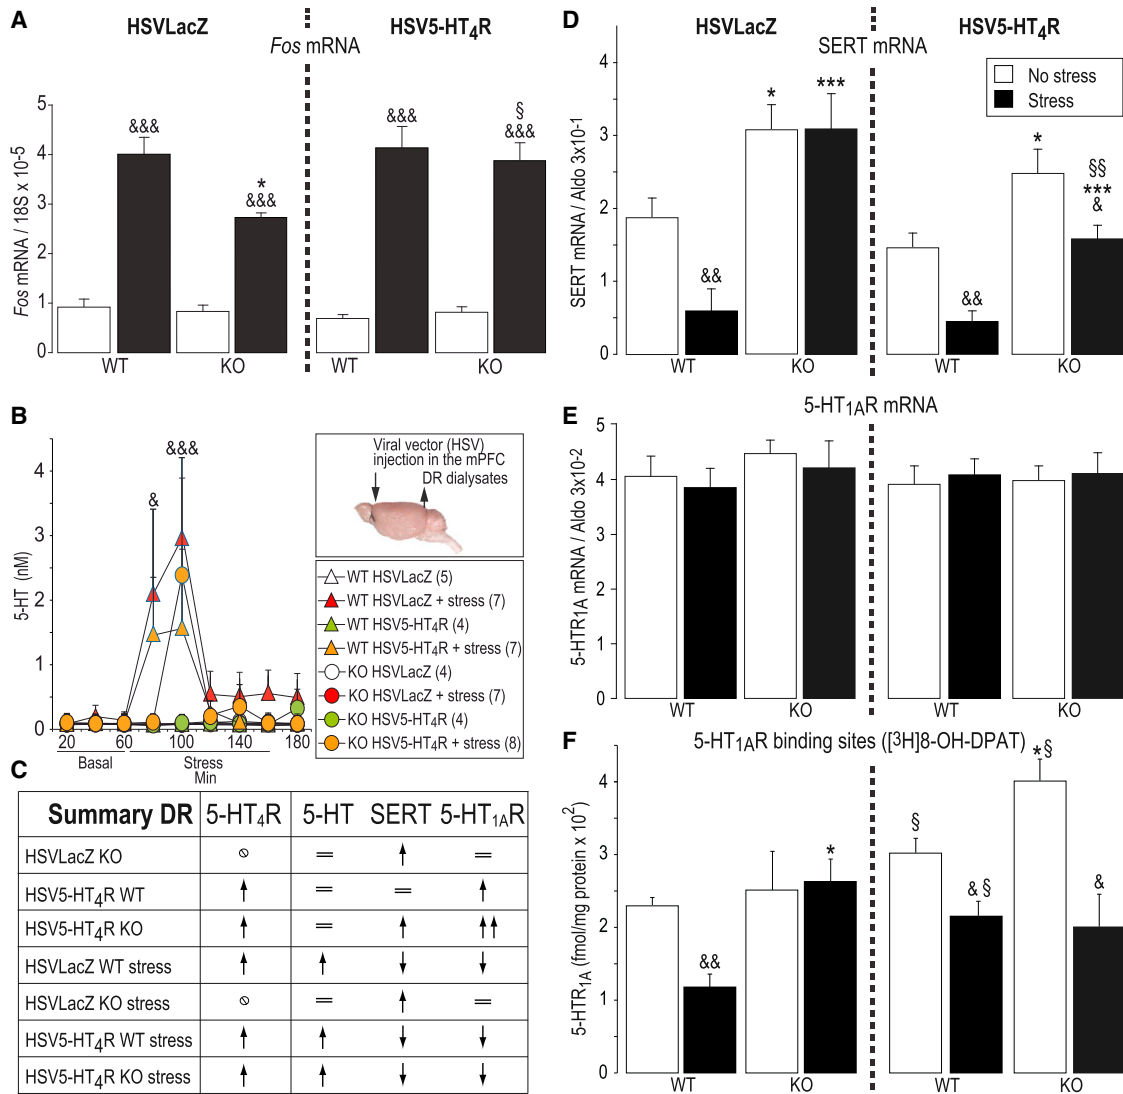 A
HSVLacZ
HSV5-HT4R
Fos mRNA
Fos mRNA / 18S x 10-5
5
4
3
2
1
0
&&&
*
&&&
&&&
§
&&&
WT
KO
WT
KO
B
5-HT (nM)
4
3
2
1
0
&
&&&
20
60
100
140
180
Basal
Stress
Min
Viral vector (HSV)
injection in the mPFC
DR dialysates
WT HSVLacZ (5)
WT HSVLacZ + stress (7)
WT HSV5-HT4R (4)
WT HSV5-HT4R + stress (7)
KO HSVLacZ (4)
KO HSVLacZ + stress (7)
KO HSV5-HT4R (4)
KO HSV5-HT4R + stress (8)
C
Summary DR 5-HT4R 5-HT SERT 5-HT1AR
HSVLacZ KO ⦸ = ↑ =
HSV5-HT4R WT ↑ = = ↑
HSV5-HT4R KO ↑ = ↑ ↑↑
HSVLacZ WT stress ↑ ↑ ↓ ↓
HSVLacZ KO stress ⦸ = ↑ =
HSV5-HT4R WT stress ↑ ↑ ↓ ↓
HSV5-HT4R KO stress ↑ ↑ ↓ ↓
D
HSVLacZ
HSV5-HT4R
SERT mRNA
No stress
Stress
SERT mRNA / Aldo 3x10-1
4
3
2
1
0
&&
*
***
&&
*
§§
***
&
WT
KO
WT
KO
E
5-HT1AR mRNA
5-HTR1A mRNA / Aldo 3x10-2
5
4
3
2
1
0
WT
KO
WT
KO
F
5-HT1AR binding sites ([3H]8-OH-DPAT)
5-HTR1A (fmol/mg protein x 102)
4
3
2
1
0
&&
*
§
& §
* §
&
WT
KO
WT
KO